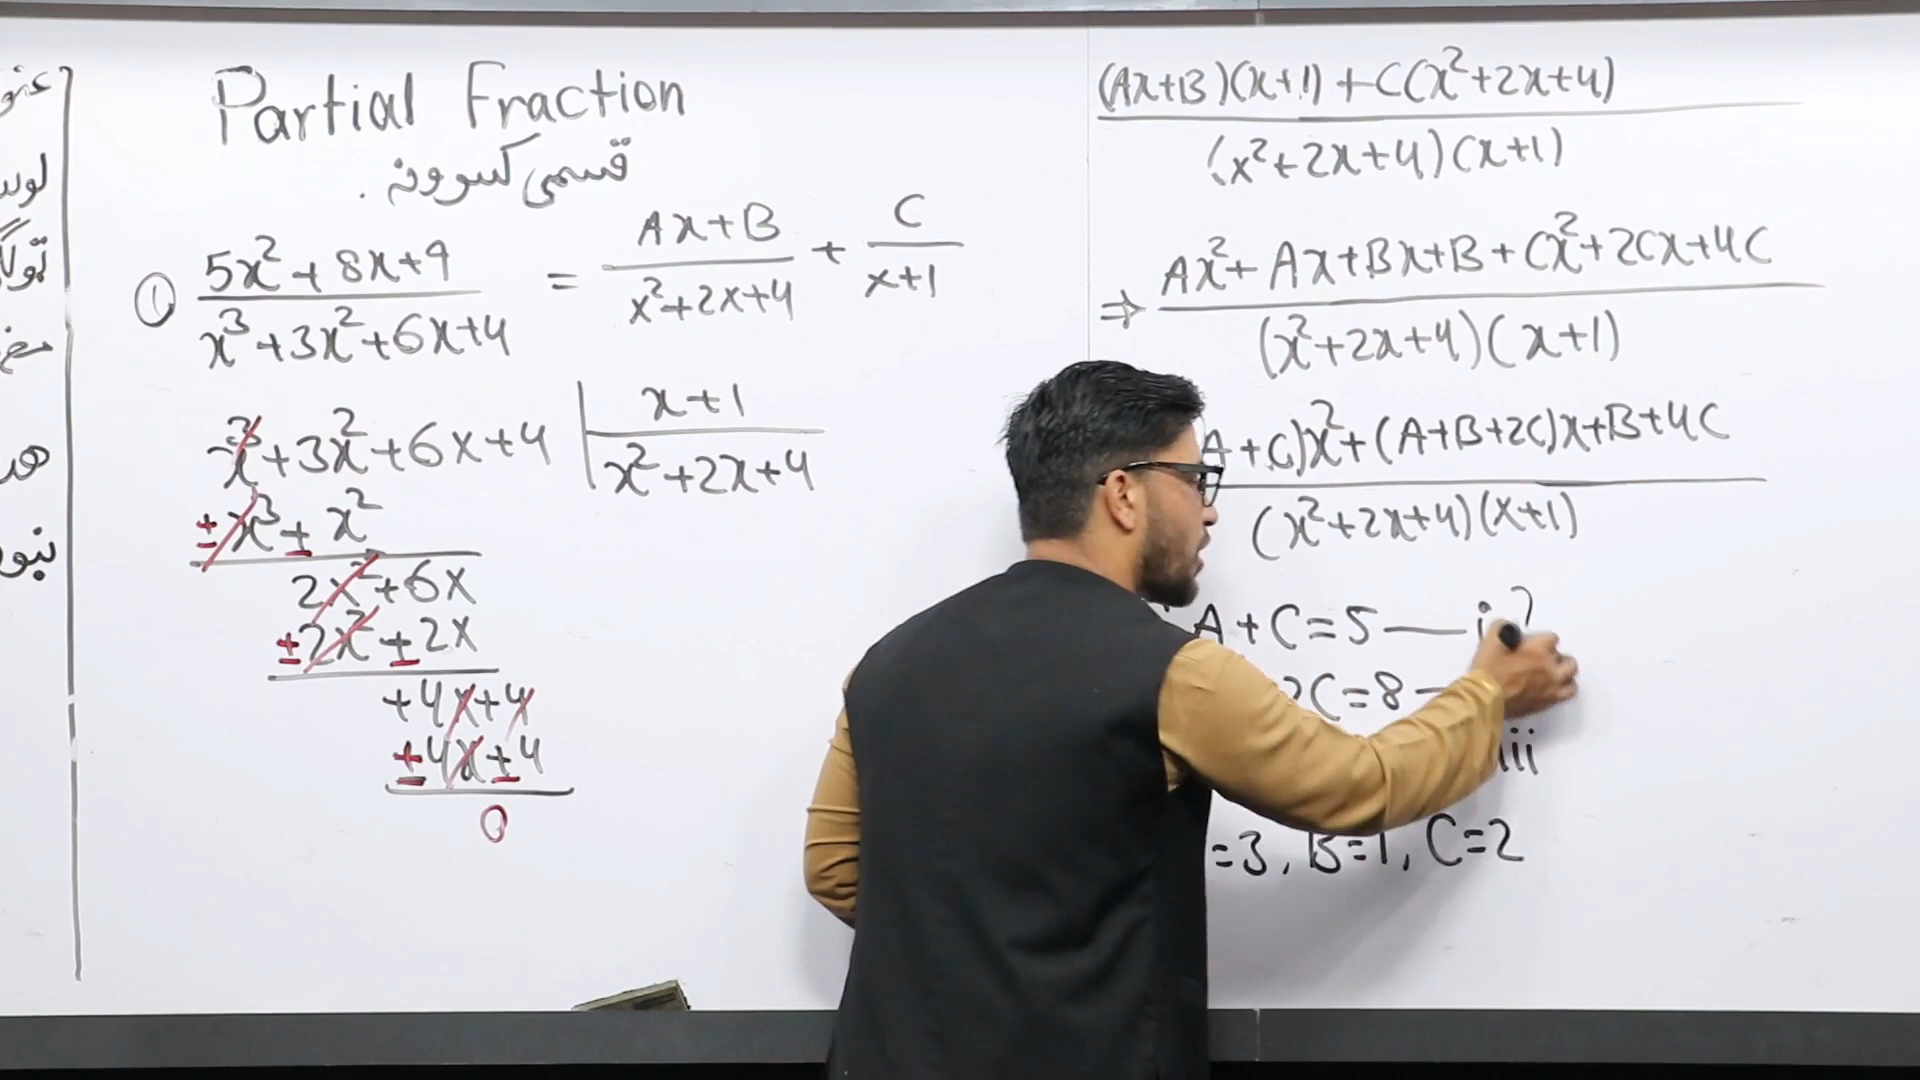 Partial Fraction
قسمی کسرونه .
① (5x²+8x+9)/(x³+3x²+6x+4) = (Ax+B)/(x²+2x+4) + C/(x+1)
x³+3x²+6x+4 | x+1
x²+2x+4
± x³ ± x²
2x²+6x
± 2x² ± 2x
+4x+4
± 4x ± 4
0
(Ax+B)(x+1)+C(x²+2x+4)
(x²+2x+4)(x+1)
⇒ Ax²+Ax+Bx+B+Cx²+2Cx+4C
(x²+2x+4)(x+1)
A+C)x²+(A+B+2C)x+B+4C
(x²+2x+4)(x+1)
A+C=5 — i
2C=8 —
iii
=3, B=1, C=2